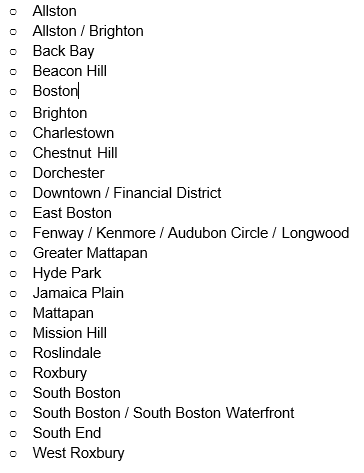 ○ Allston
○ Allston / Brighton
○ Back Bay
○ Beacon Hill
○ Boston
○ Brighton
○ Charlestown
○ Chestnut Hill
○ Dorchester
○ Downtown / Financial District
○ East Boston
○ Fenway / Kenmore / Audubon Circle / Longwood
○ Greater Mattapan
○ Hyde Park
○ Jamaica Plain
○ Mattapan
○ Mission Hill
○ Roslindale
○ Roxbury
○ South Boston
○ South Boston / South Boston Waterfront
○ South End
○ West Roxbury